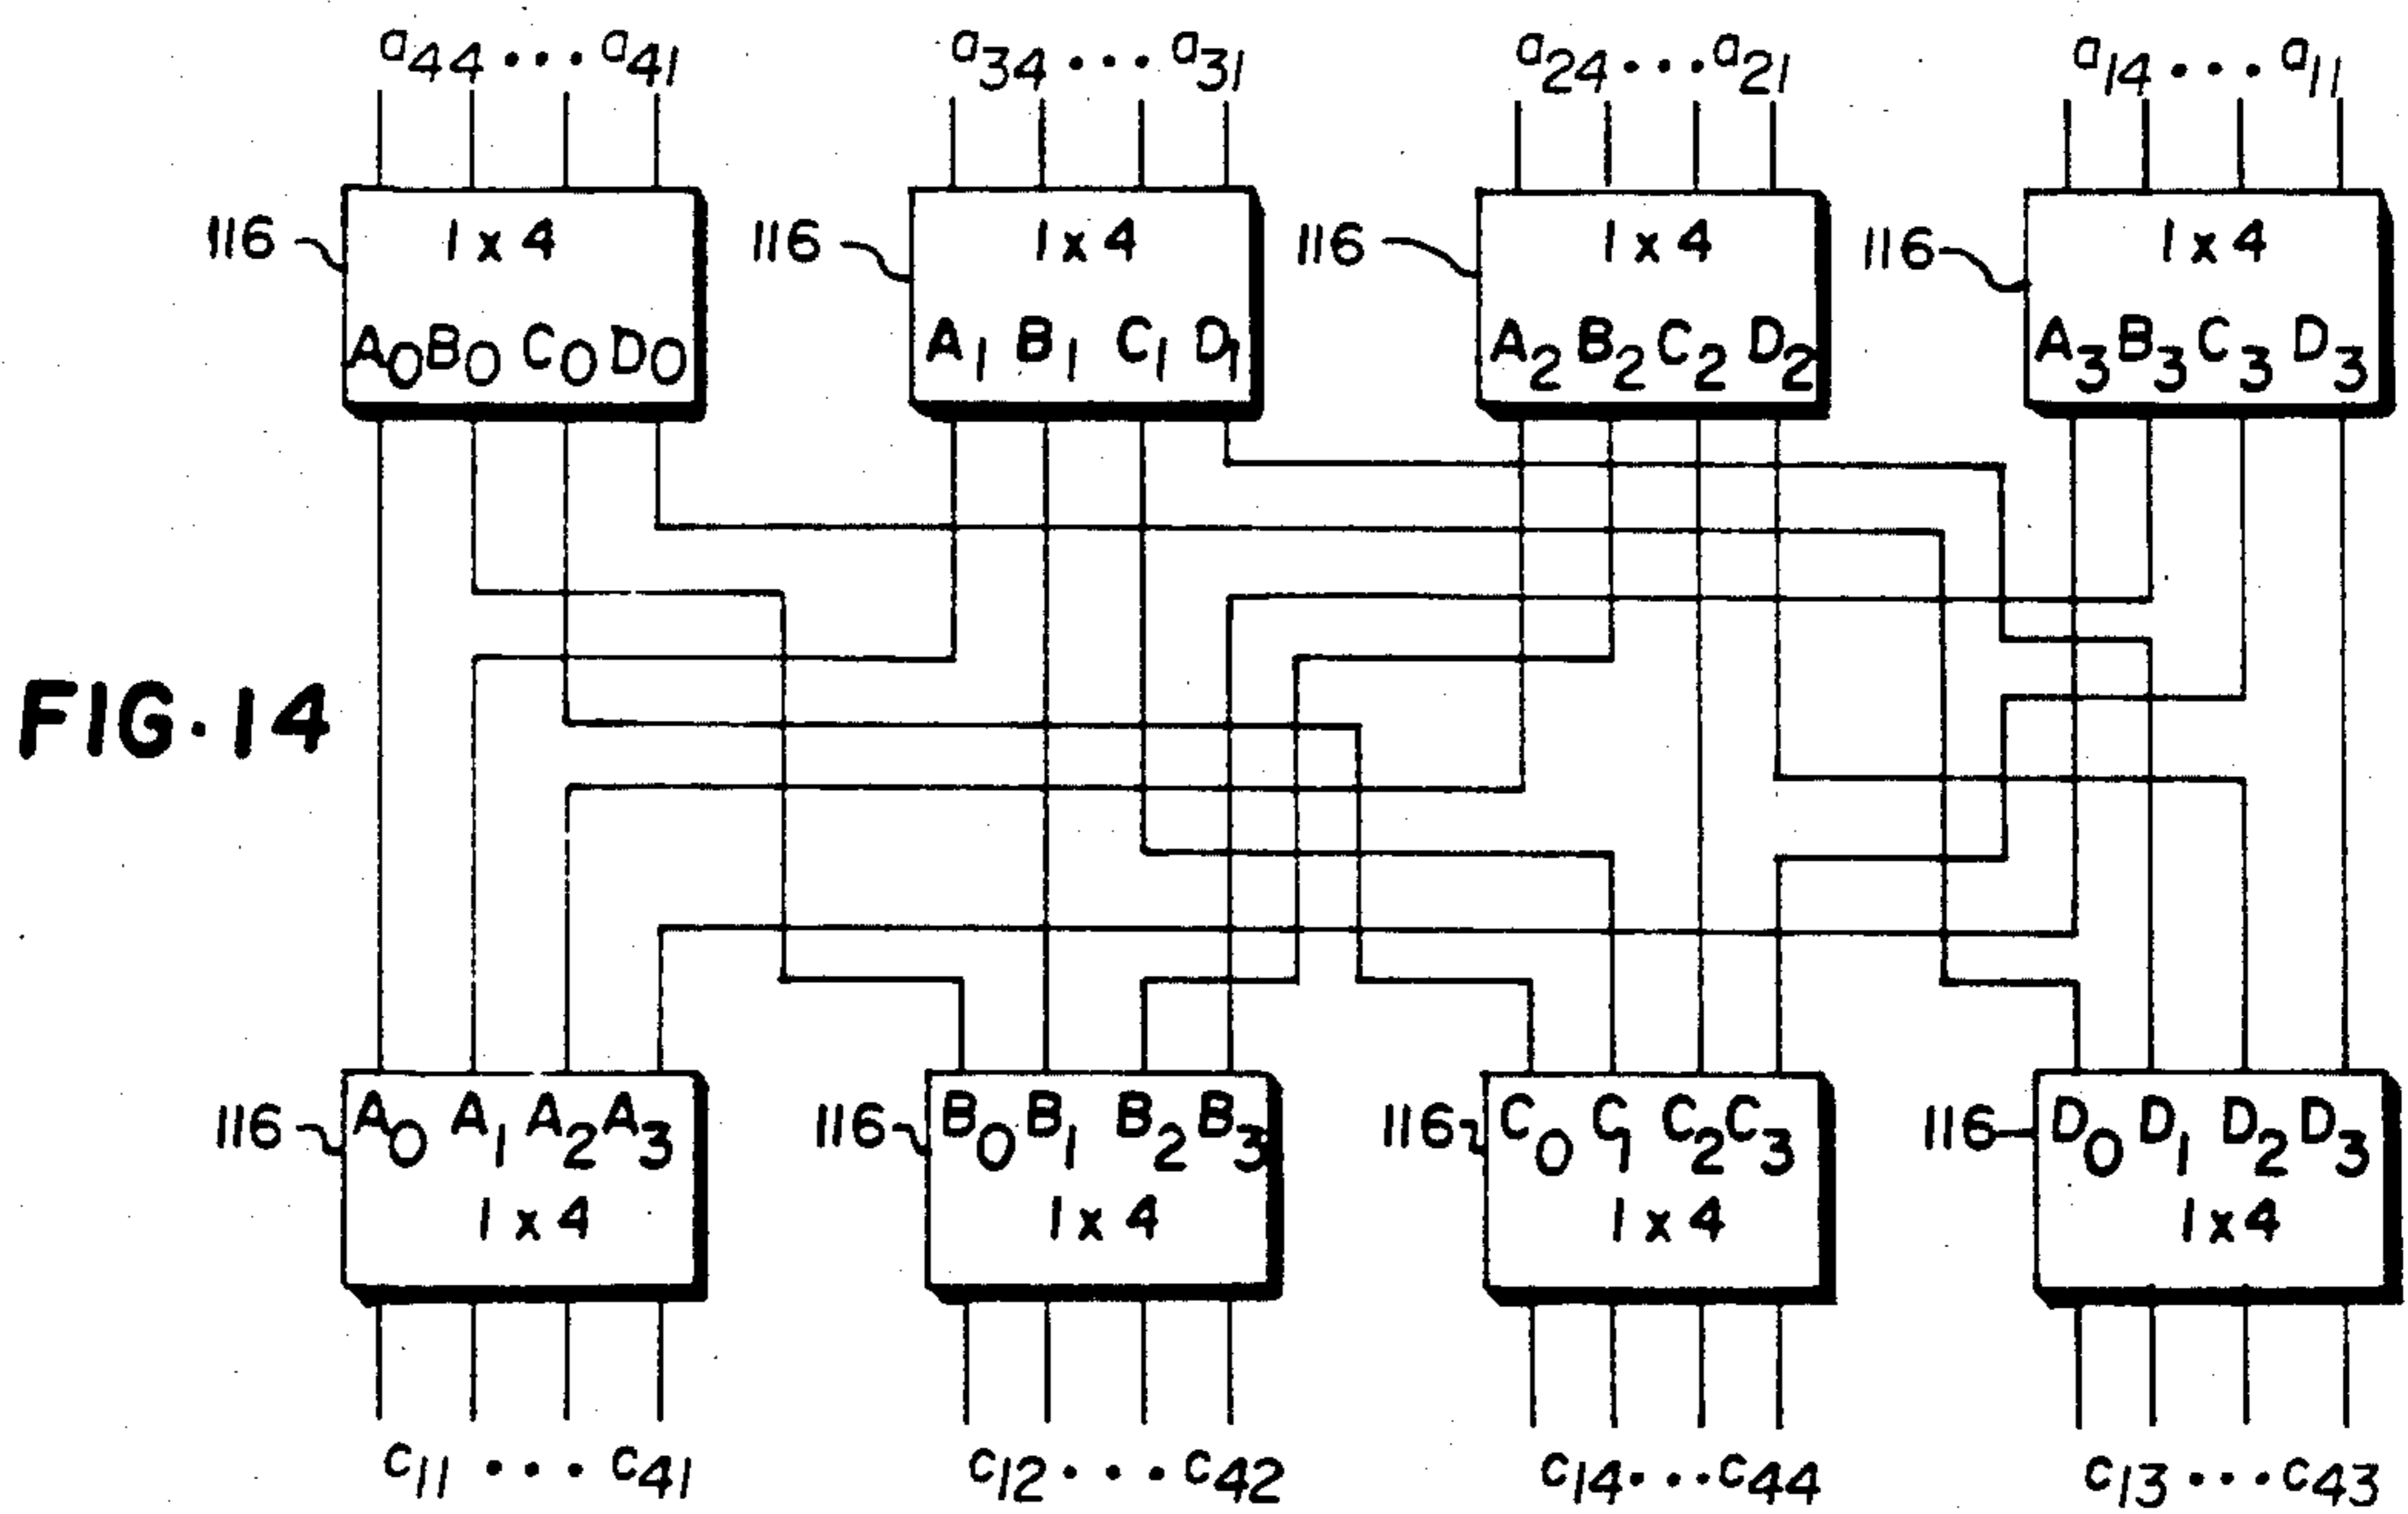 a44 ... a41 a34 ... a31 a24 ... a21 a14 ... a11
116 1 x 4 116 1 x 4 116 1 x 4 116 1 x 4
A0 B0 C0 D0 A1 B1 C1 D1 A2 B2 C2 D2 A3 B3 C3 D3
FIG. 14
116 A0 A1 A2 A3 116 B0 B1 B2 B3 116 C0 C1 C2 C3 116 D0 D1 D2 D3
1 x 4 1 x 4 1 x 4 1 x 4
c11 ... c41 c12 ... c42 c14 ... c44 c13 ... c43